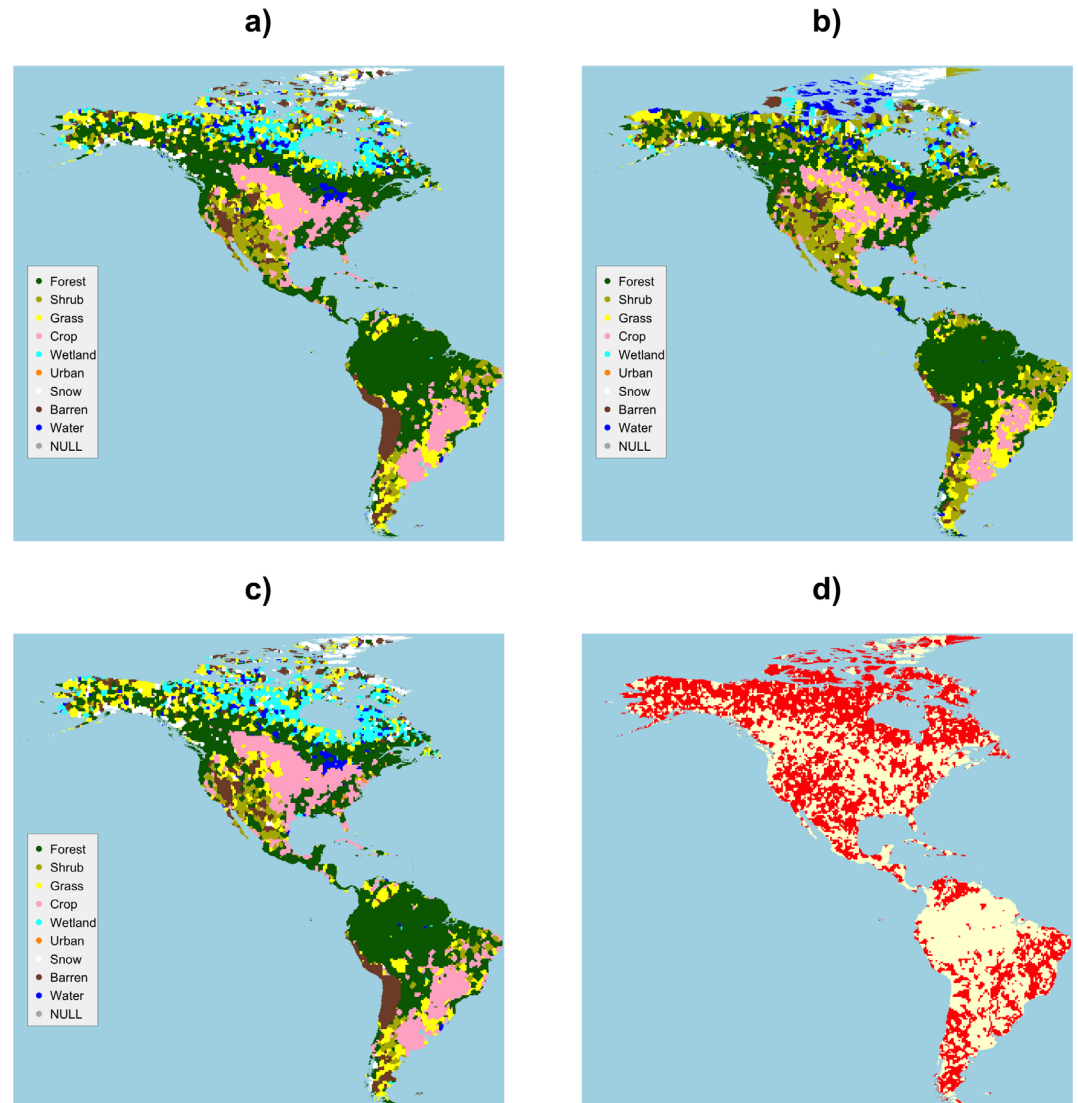 a)
b)
Forest
Shrub
Grass
Crop
Wetland
Urban
Snow
Barren
Water
NULL
Forest
Shrub
Grass
Crop
Wetland
Urban
Snow
Barren
Water
NULL
c)
d)
Forest
Shrub
Grass
Crop
Wetland
Urban
Snow
Barren
Water
NULL